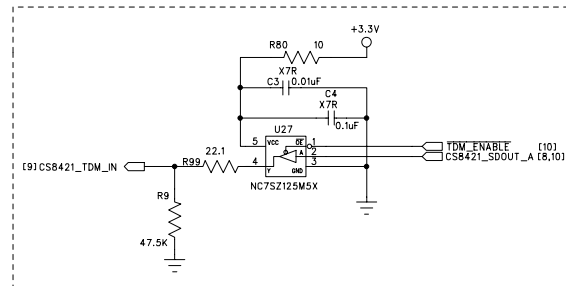 +3.3V
R80 10
X7R
C3 0.01uF
C4
X7R
0.1uF
U27
5 VCC OE 1
A 2
4 Y GND 3
NC7SZ125M5X
TDM_ENABLE [10]
CS8421_SDOUT_A [8,10]
[9] CS8421_TDM_IN
R99 22.1
R9
47.5K